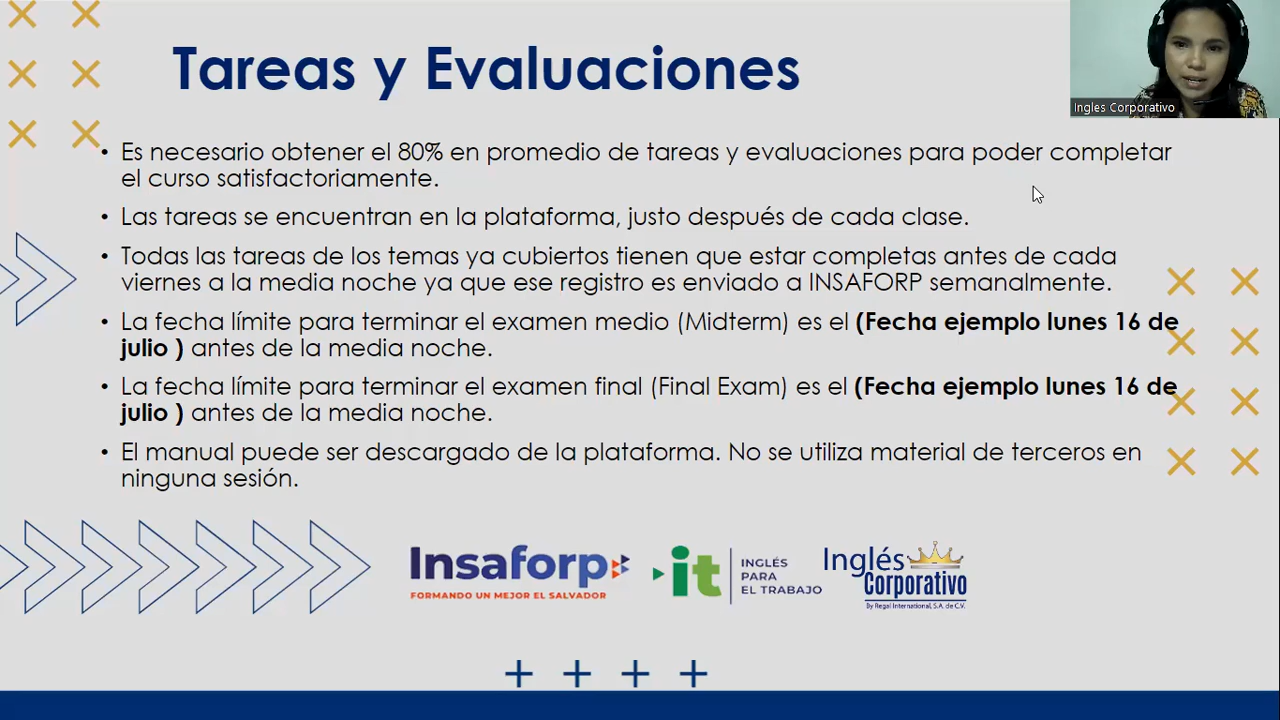 Tareas y Evaluaciones
Ingles Corporativo
• Es necesario obtener el 80% en promedio de tareas y evaluaciones para poder completar
el curso satisfactoriamente.
• Las tareas se encuentran en la plataforma, justo después de cada clase.
• Todas las tareas de los temas ya cubiertos tienen que estar completas antes de cada
viernes a la media noche ya que ese registro es enviado a INSAFORP semanalmente.
• La fecha límite para terminar el examen medio (Midterm) es el (Fecha ejemplo lunes 16 de
julio ) antes de la media noche.
• La fecha límite para terminar el examen final (Final Exam) es el (Fecha ejemplo lunes 16 de
julio ) antes de la media noche.
• El manual puede ser descargado de la plataforma. No se utiliza material de terceros en
ninguna sesión.
Insaforp
FORMANDO UN MEJOR EL SALVADOR
it
INGLÉS
PARA
EL TRABAJO
Inglés
Corporativo
By Regal International, S.A. de C.V.